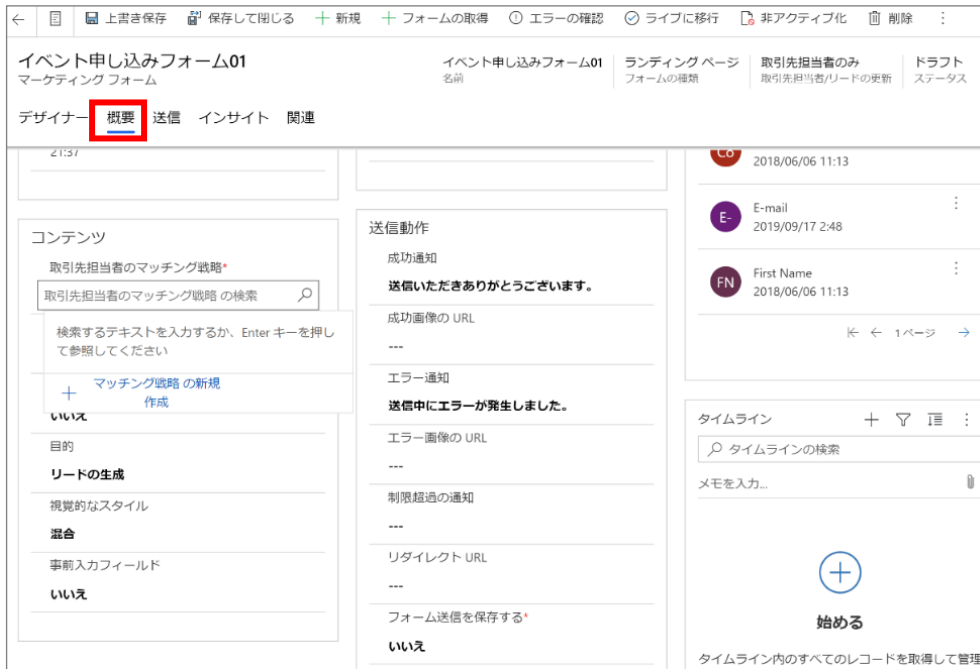 上書き保存 保存して閉じる 新規 フォームの取得 エラーの確認 ライブに移行 非アクティブ化 削除
イベント申し込みフォーム01
マーケティング フォーム
イベント申し込みフォーム01
名前
ランディング ページ
フォームの種類
取引先担当者のみ
取引先担当者/リードの更新
ドラフト
ステータス
デザイナー 概要 送信 インサイト 関連
21:37
コンテンツ
取引先担当者のマッチング戦略*
取引先担当者のマッチング戦略 の検索
検索するテキストを入力するか、Enter キーを押し
て参照してください
マッチング戦略 の新規
作成
いいえ
目的
リードの生成
視覚的なスタイル
混合
事前入力フィールド
いいえ
送信動作
成功通知
送信いただきありがとうございます。
成功画像の URL
---
エラー通知
送信中にエラーが発生しました。
エラー画像の URL
---
制限超過の通知
---
リダイレクト URL
---
フォーム送信を保存する*
いいえ
Co
2018/06/06 11:13
E-
E-mail
2019/09/17 2:48
FN
First Name
2018/06/06 11:13
1 ページ
タイムライン
タイムラインの検索
メモを入力...
始める
タイムライン内のすべてのレコードを取得して管理